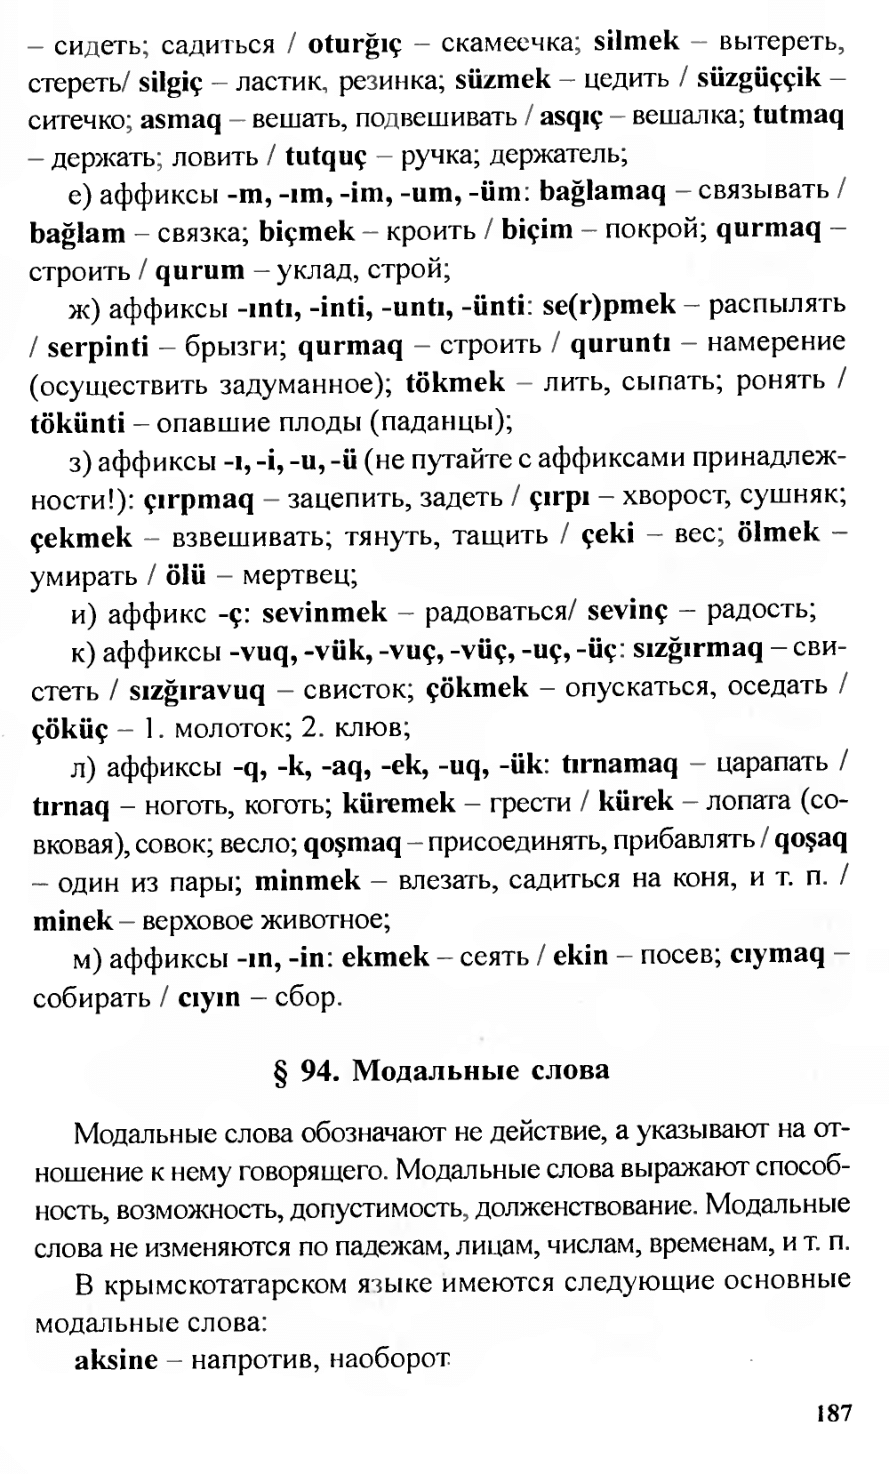 – сидеть; садиться / oturğıç – скамеечка; silmek – вытереть,
стереть/ silgiç – ластик, резинка; süzmek – цедить / süzgüççik –
ситечко; asmaq – вешать, подвешивать / asqıç – вешалка; tutmaq
– держать; ловить / tutquç – ручка; держатель;
е) аффиксы -m, -ım, -im, -um, -üm: bağlamaq – связывать /
bağlam – связка; biçmek – кроить / biçim – покрой; qurmaq –
строить / qurum – уклад, строй;
ж) аффиксы -ıntı, -inti, -untı, -ünti: se(r)pmek – распылять
/ serpinti – брызги; qurmaq – строить / quruntı – намерение
(осуществить задуманное); tökmek – лить, сыпать; ронять /
tökünti – опавшие плоды (паданцы);
з) аффиксы -ı, -i, -u, -ü (не путайте с аффиксами принадлеж-
ности!): çırpmaq – зацепить, задеть / çırpı – хворост, сушняк;
çekmek – взвешивать; тянуть, тащить / çeki – вес; ölmek –
умирать / ölü – мертвец;
и) аффикс -ç: sevinmek – радоваться/ sevinç – радость;
к) аффиксы -vuq, -vük, -vuç, -vüç, -uç, -üç: sızğırmaq – сви-
стеть / sızğıravuq – свисток; çökmek – опускаться, оседать /
çöküç – 1. молоток; 2. клюв;
л) аффиксы -q, -k, -aq, -ek, -uq, -ük: tırnamaq – царапать /
tırnaq – ноготь, коготь; küremek – грести / kürek – лопата (со-
вковая), совок; весло; qoşmaq – присоединять, прибавлять / qoşaq
– один из пары; minmek – влезать, садиться на коня, и т. п. /
minek – верховое животное;
м) аффиксы -ın, -in: ekmek – сеять / ekin – посев; cıymaq –
собирать / cıyın – сбор.
§ 94. Модальные слова
Модальные слова обозначают не действие, а указывают на от-
ношение к нему говорящего. Модальные слова выражают способ-
ность, возможность, допустимость, долженствование. Модальные
слова не изменяются по падежам, лицам, числам, временам, и т. п.
В крымскотатарском языке имеются следующие основные
модальные слова:
aksine – напротив, наоборот
187